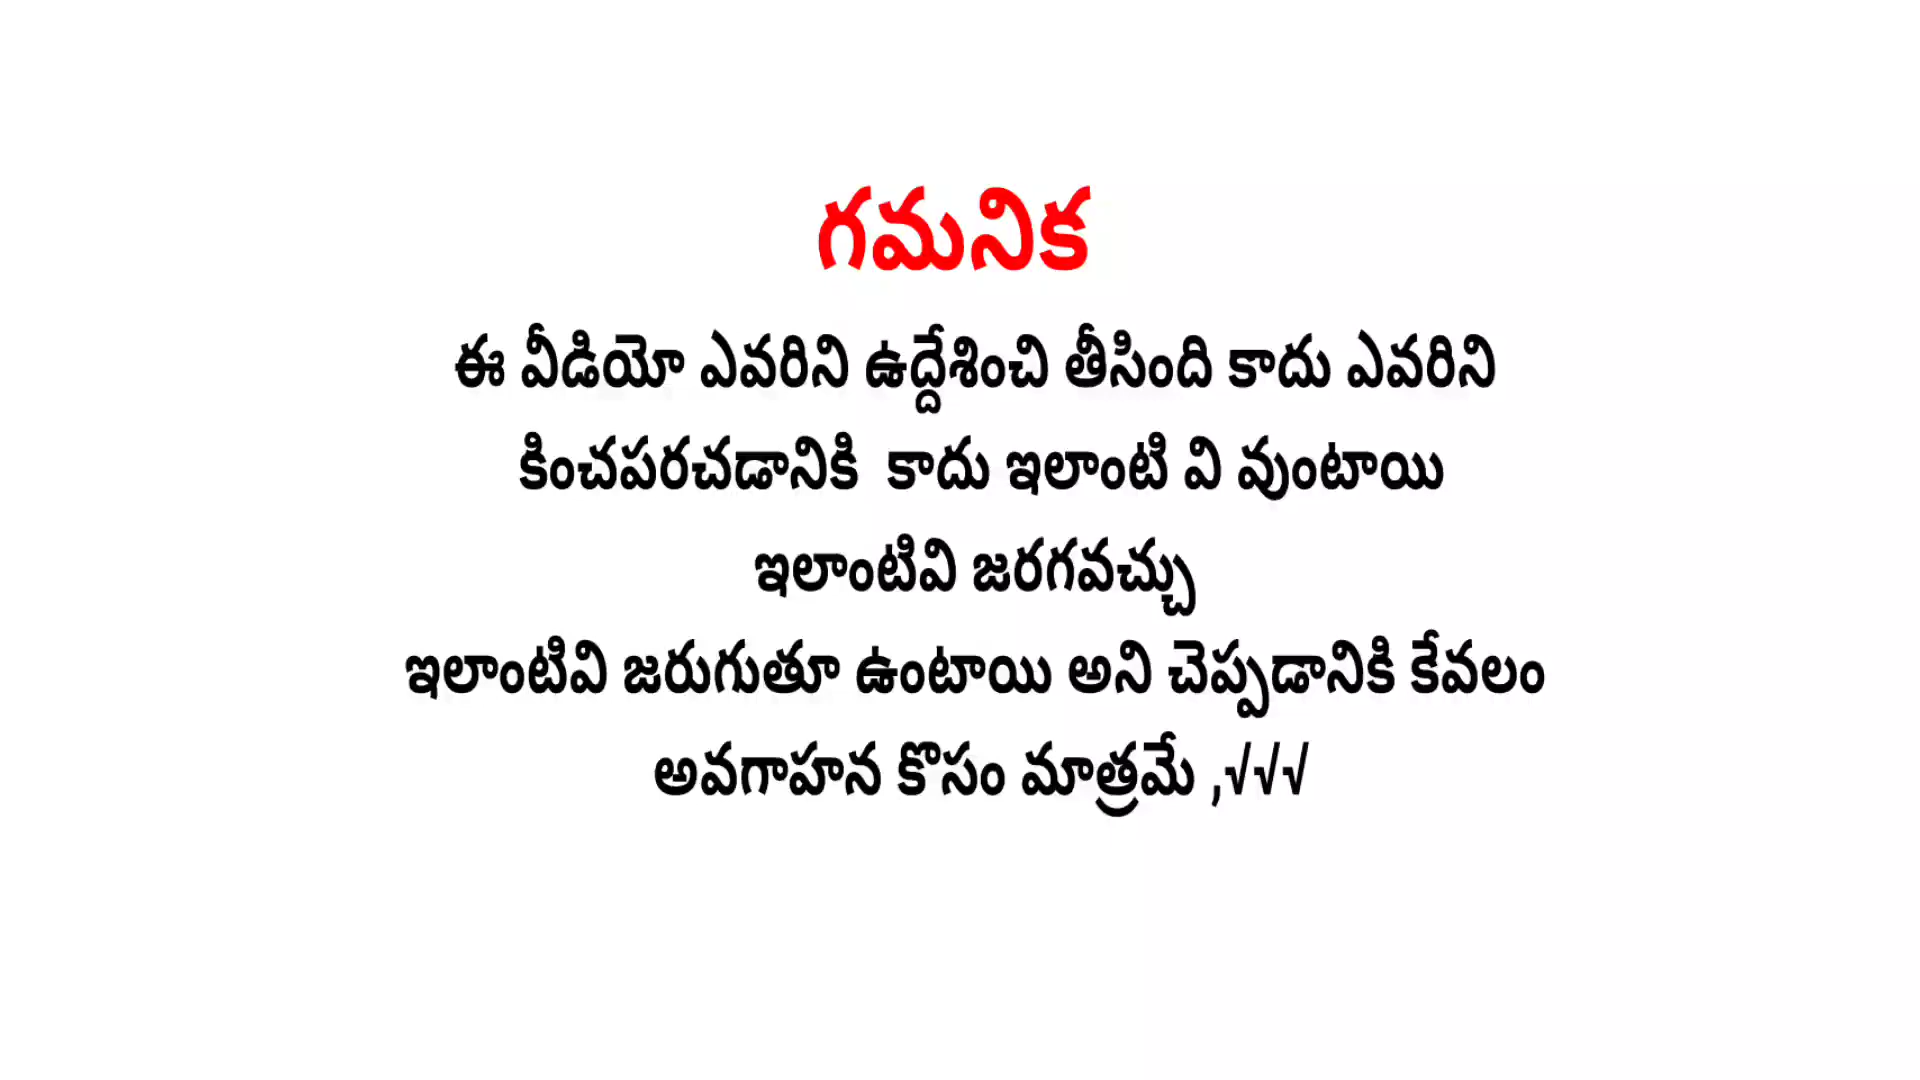 గమనిక
ఈ వీడియో ఎవరిని ఉద్దేశించి తీసింది కాదు ఎవరిని
కించపరచడానికి కాదు ఇలాంటి వి వుంటాయి
ఇలాంటివి జరగవచ్చు
ఇలాంటివి జరుగుతూ ఉంటాయి అని చెప్పడానికి కేవలం
అవగాహన కొసం మాత్రమే ,√√√